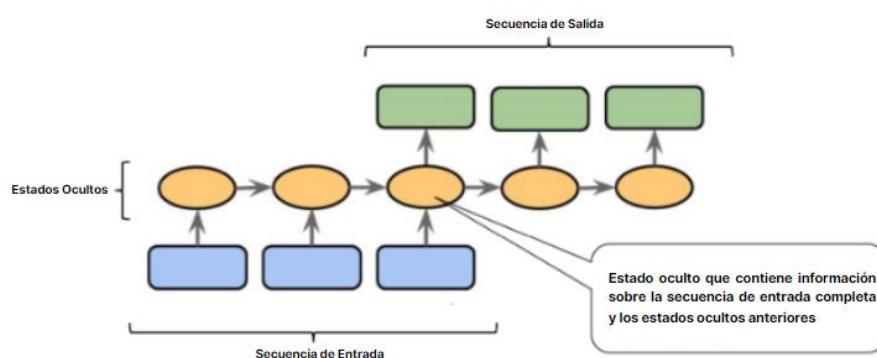 Secuencia de Salida
Estados Ocultos
Estado oculto que contiene información
sobre la secuencia de entrada completa
y los estados ocultos anteriores
Secuencia de Entrada